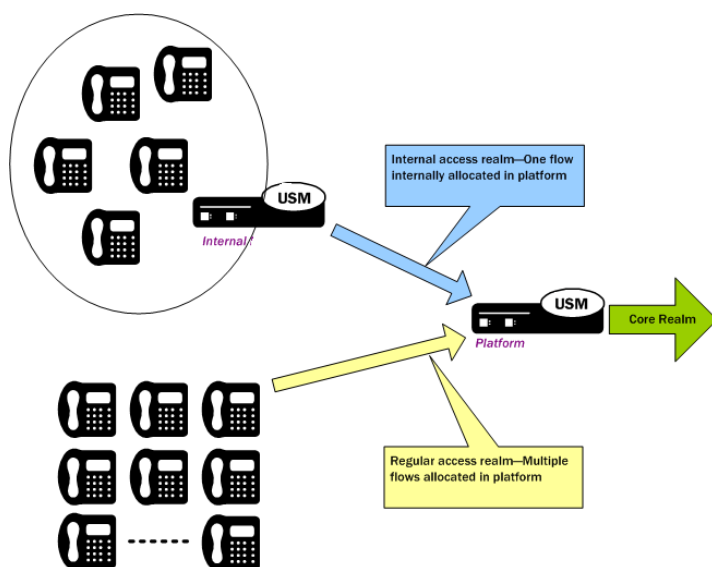 USM
Internal
Internal access realm—One flow
internally allocated in platform
USM
Platform
Core Realm
Regular access realm—Multiple
flows allocated in platform